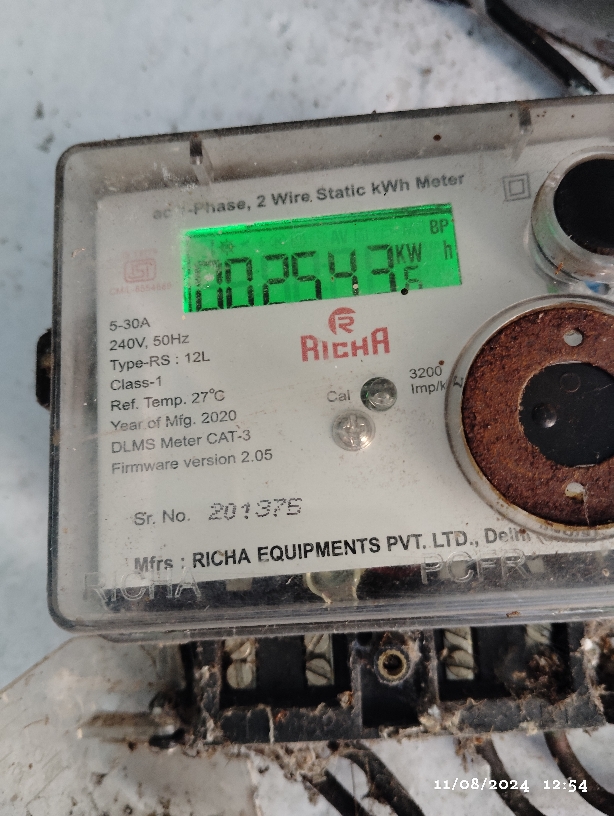 -Phase, 2 Wire Static kWh Meter
BP
002543.6 KW h
ISI
5-30A
240V, 50Hz
Type-RS : 12L
Class-1
Ref. Temp. 27°C
Year of Mfg. 2020
DLMS Meter CAT-3
Firmware version 2.05
RICHA
Cal
3200
Imp/k
Sr. No. 201375
Mfrs : RICHA EQUIPMENTS PVT. LTD., Delhi
RICHA
11/08/2024 12:54